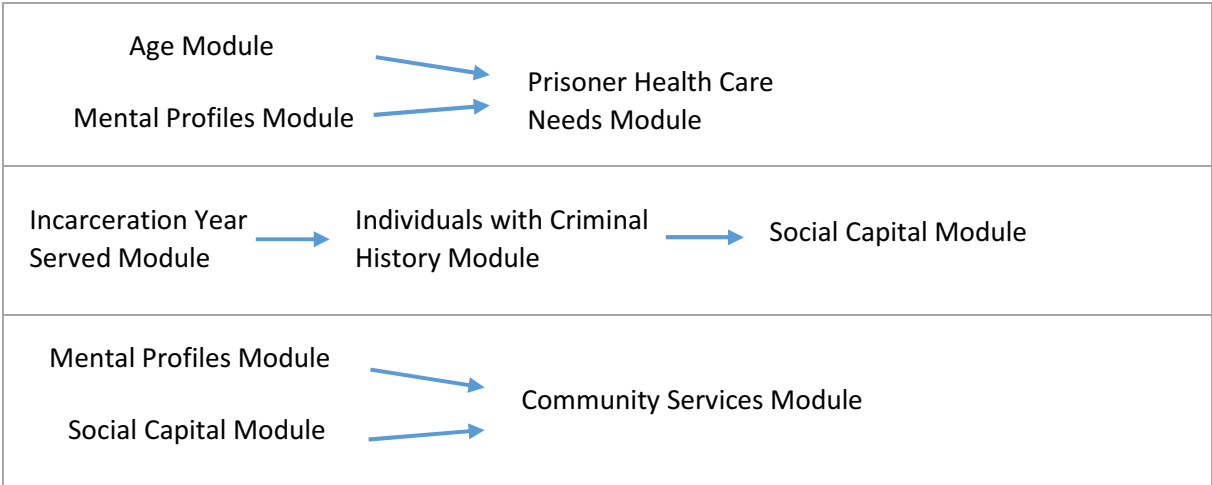 Age Module
Mental Profiles Module
Prisoner Health Care
Needs Module
Incarceration Year
Served Module
Individuals with Criminal
History Module
Social Capital Module
Mental Profiles Module
Social Capital Module
Community Services Module